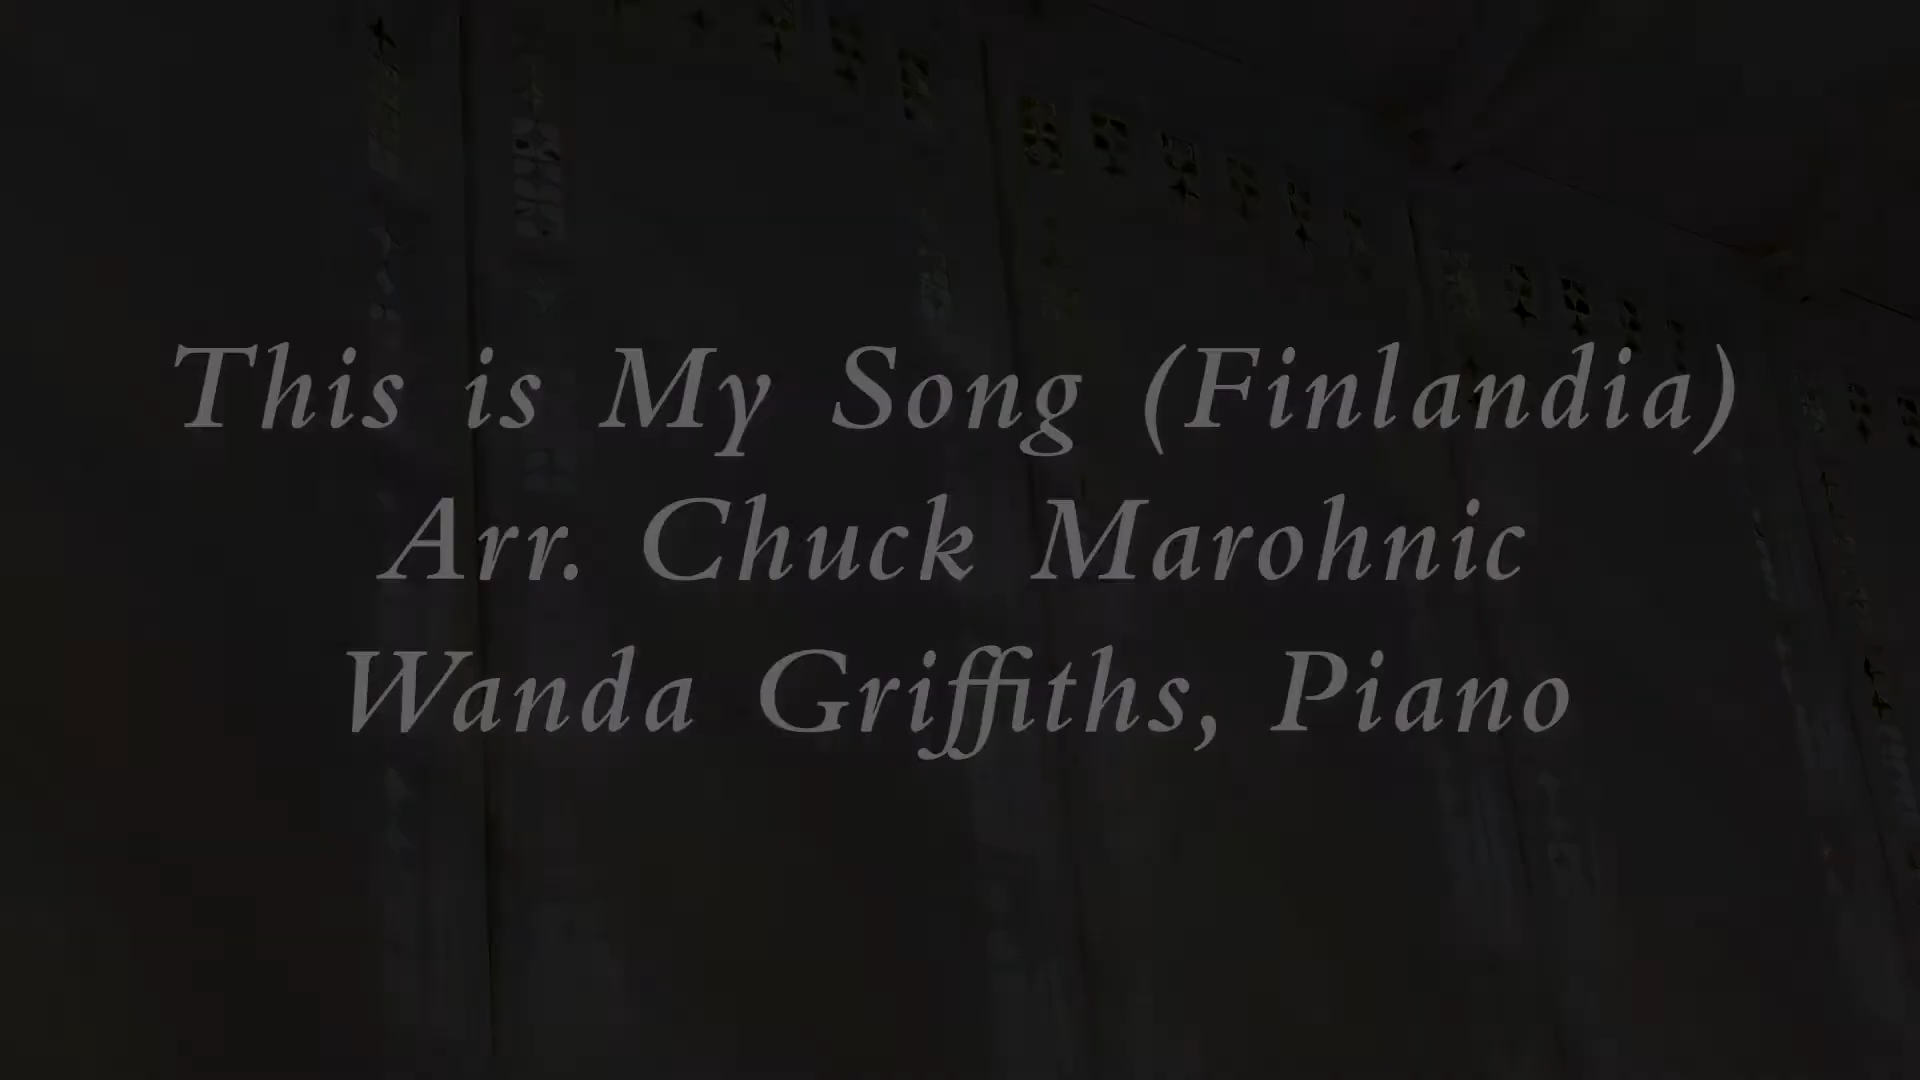 This is My Song (Finlandia)
Arr. Chuck Marohnic
Wanda Griffiths, Piano